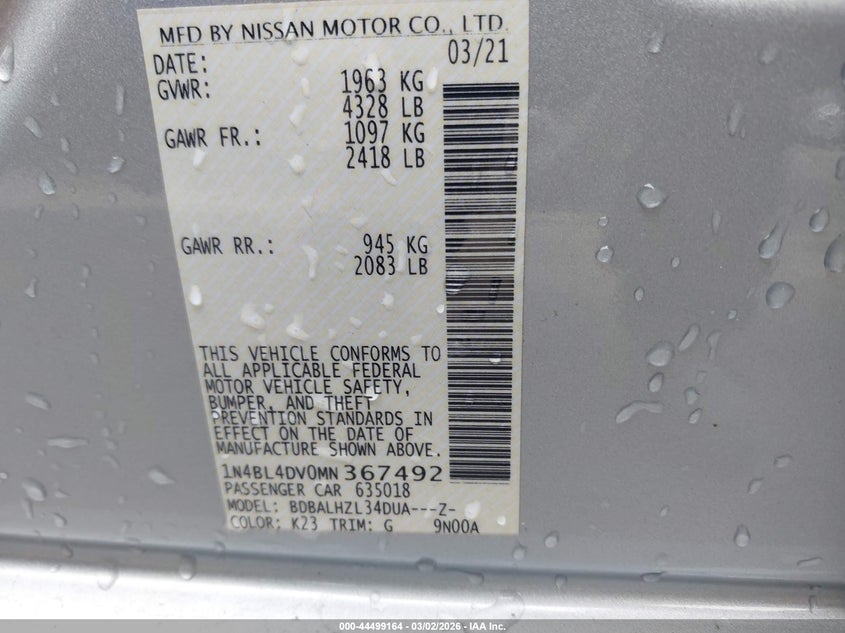 MFD BY NISSAN MOTOR CO., LTD.
DATE: 03/21
GVWR: 1963 KG
4328 LB
GAWR FR.: 1097 KG
2418 LB
GAWR RR.: 945 KG
2083 LB
THIS VEHICLE CONFORMS TO
ALL APPLICABLE FEDERAL
MOTOR VEHICLE SAFETY,
BUMPER, AND THEFT
PREVENTION STANDARDS IN
EFFECT ON THE DATE OF
MANUFACTURE SHOWN ABOVE.
1N4BL4DV0MN367492
PASSENGER CAR 635018
MODEL: BDBALHZL34DUA---Z-
COLOR: K23 TRIM: G 9N00A
000-44499164 - 03/02/2026 - IAA Inc.